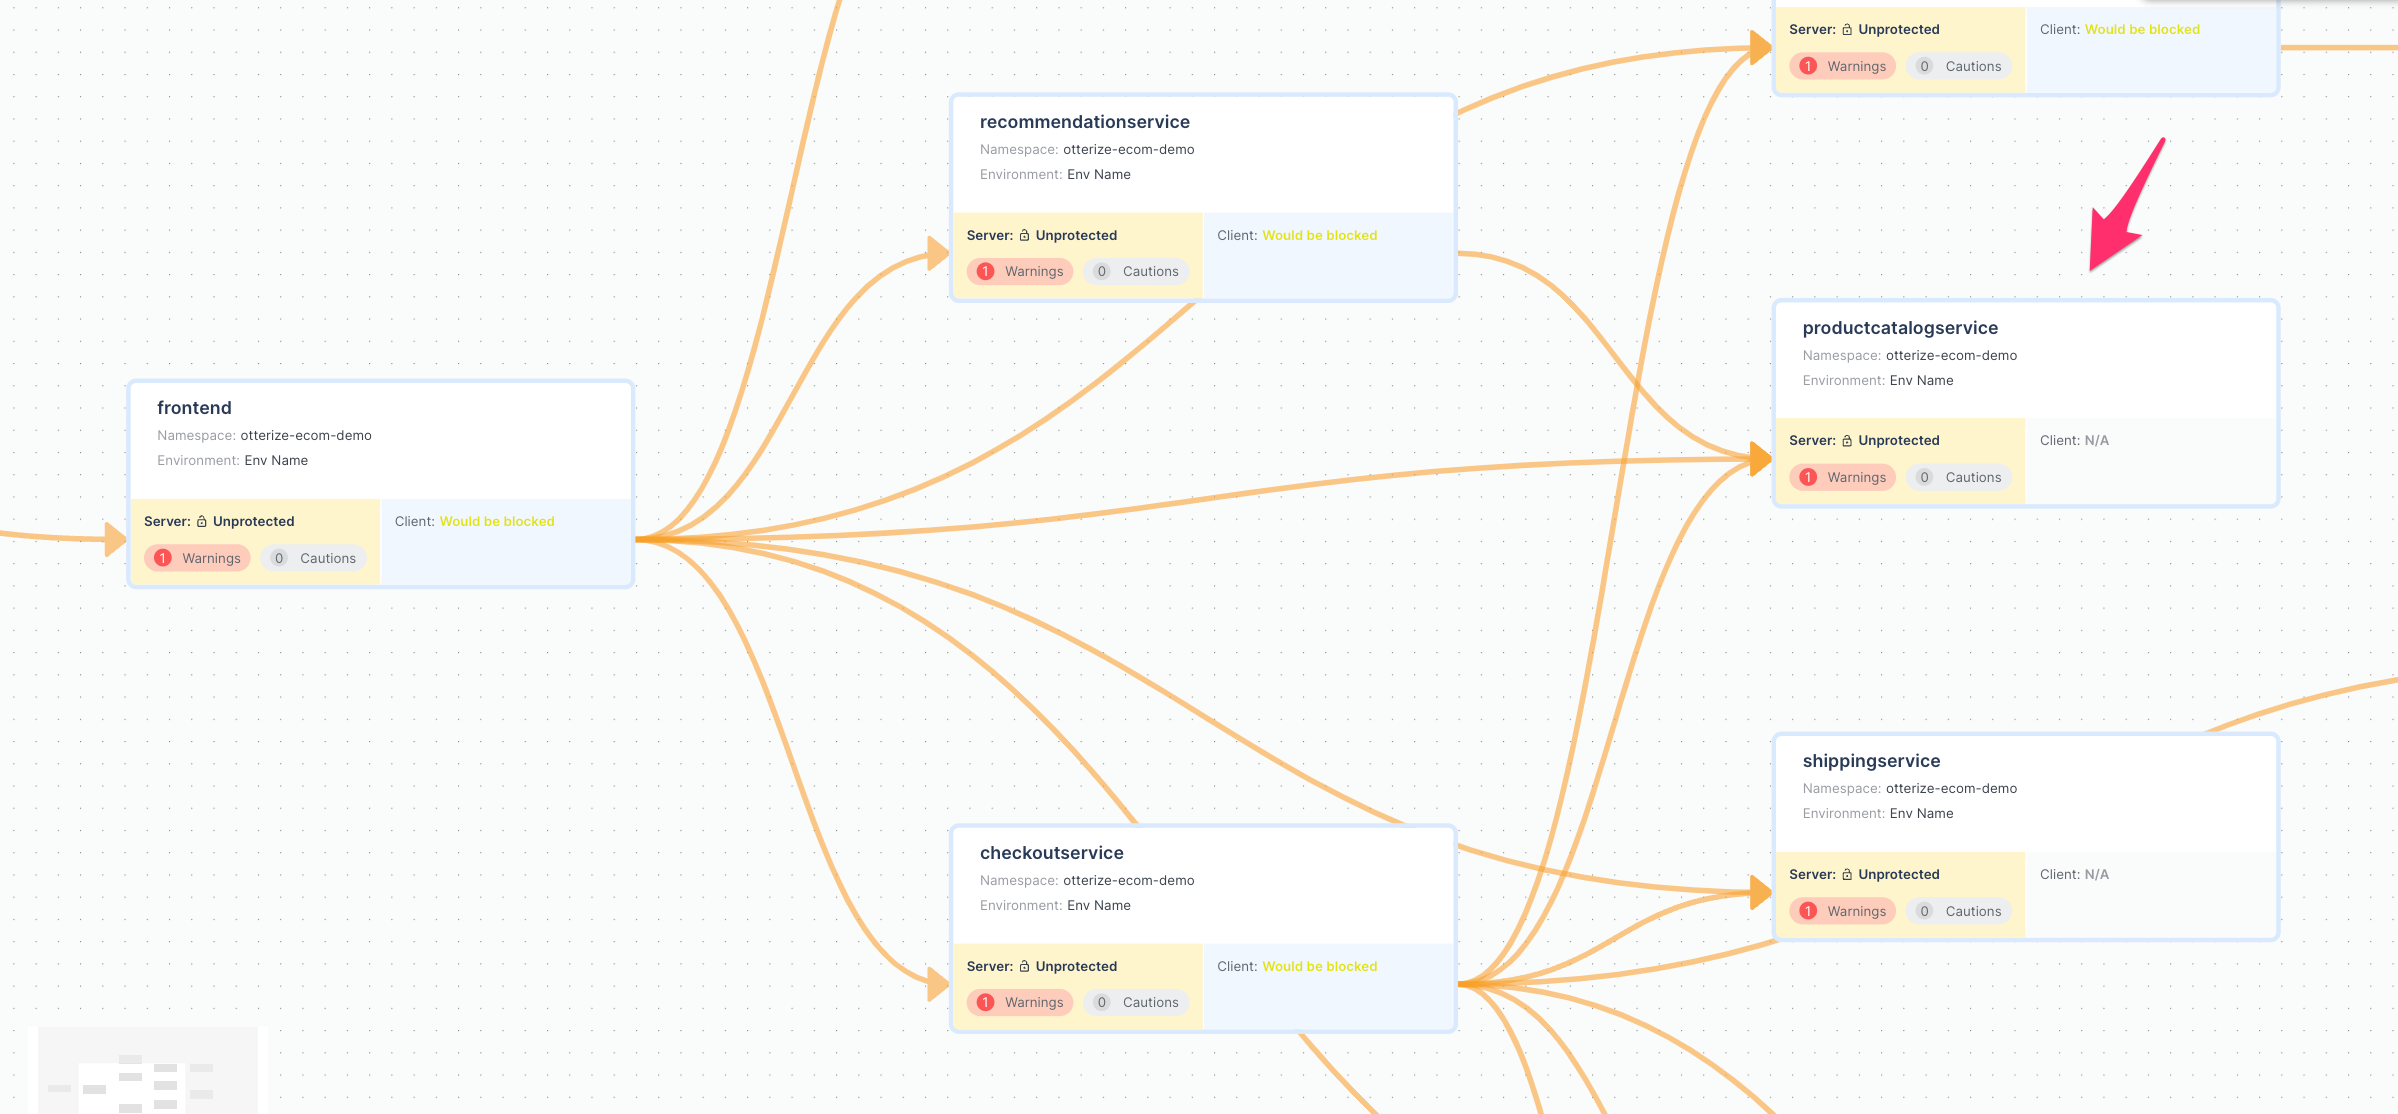 Server: Unprotected
Client: Would be blocked
1 Warnings
0 Cautions
recommendationservice
Namespace: otterize-ecom-demo
Environment: Env Name
Server: Unprotected
Client: Would be blocked
1 Warnings
0 Cautions
productcatalogservice
Namespace: otterize-ecom-demo
Environment: Env Name
Server: Unprotected
Client: N/A
1 Warnings
0 Cautions
frontend
Namespace: otterize-ecom-demo
Environment: Env Name
Server: Unprotected
Client: Would be blocked
1 Warnings
0 Cautions
shippingservice
Namespace: otterize-ecom-demo
Environment: Env Name
Server: Unprotected
Client: N/A
1 Warnings
0 Cautions
checkoutservice
Namespace: otterize-ecom-demo
Environment: Env Name
Server: Unprotected
Client: Would be blocked
1 Warnings
0 Cautions